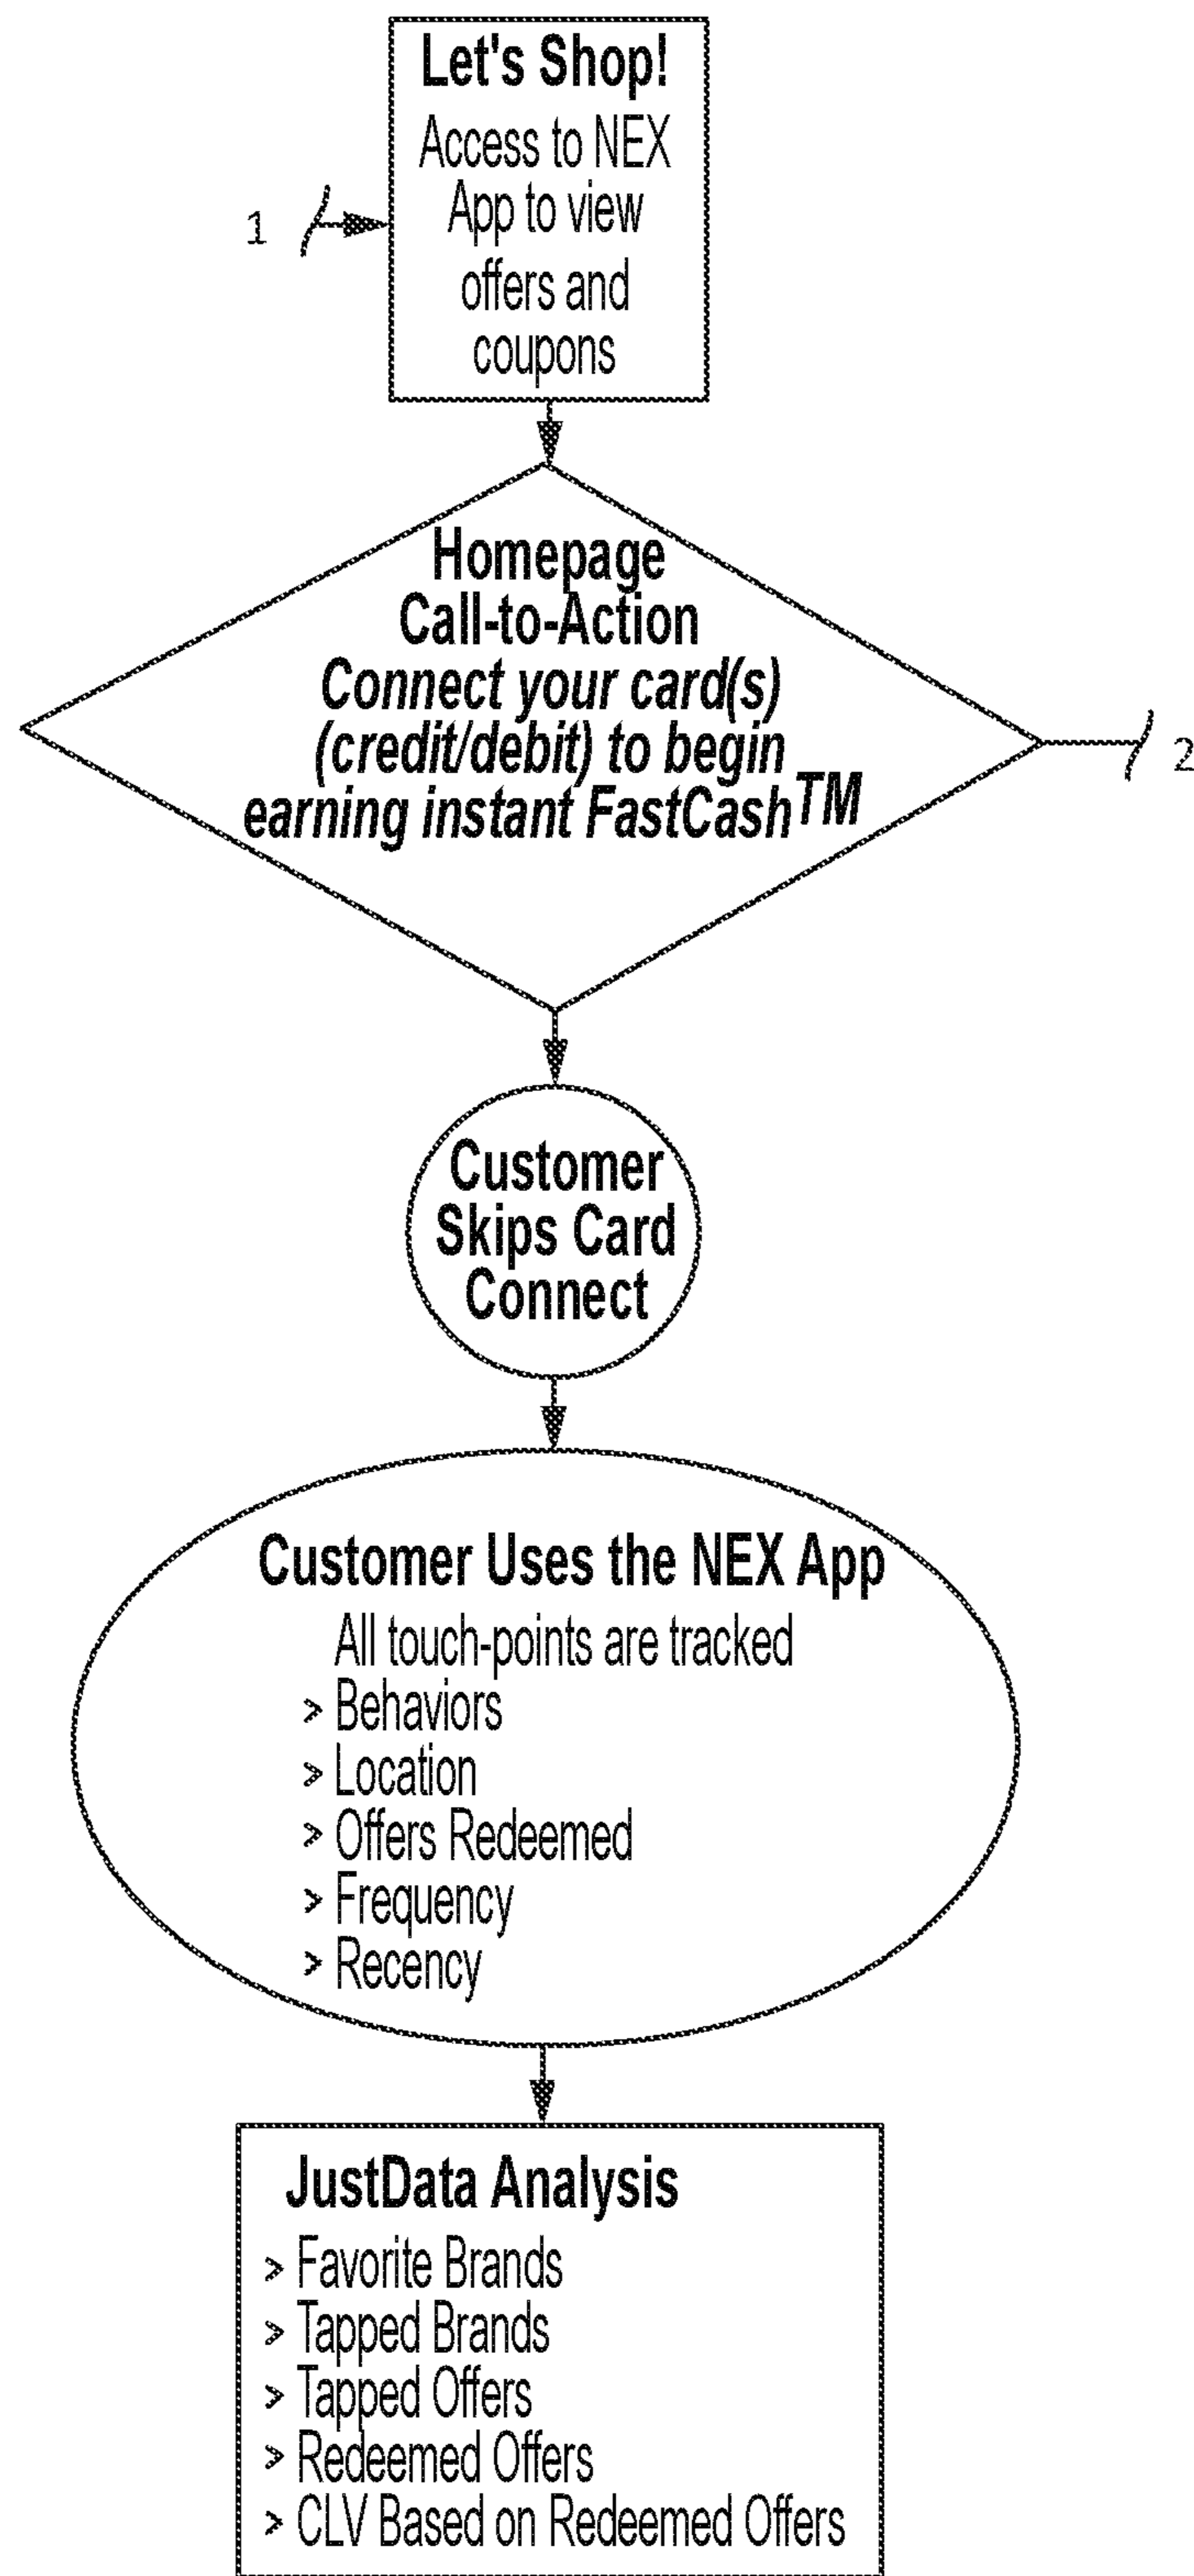 Let's Shop!
Access to NEX
App to view
offers and
coupons
1
Homepage
Call-to-Action
Connect your card(s)
(credit/debit) to begin
earning instant FastCash™
2
Customer
Skips Card
Connect
Customer Uses the NEX App
All touch-points are tracked
> Behaviors
> Location
> Offers Redeemed
> Frequency
> Recency
JustData Analysis
> Favorite Brands
> Tapped Brands
> Tapped Offers
> Redeemed Offers
> CLV Based on Redeemed Offers